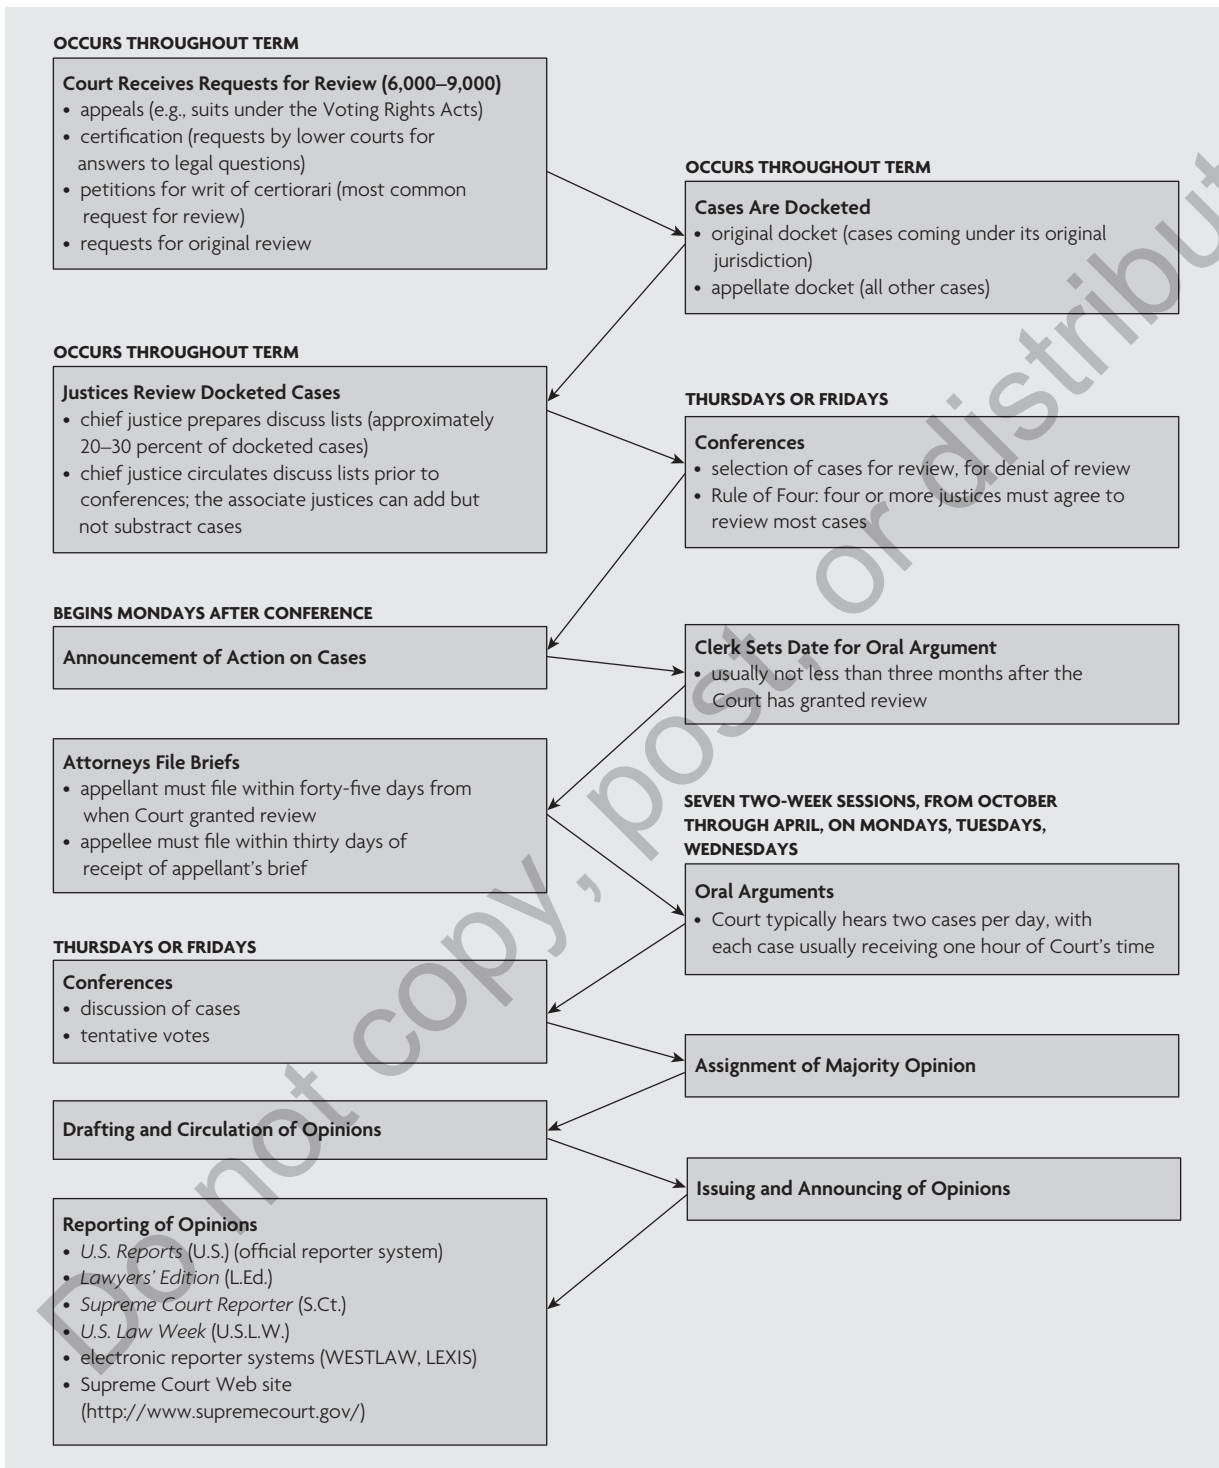 OCCURS THROUGHOUT TERM
Court Receives Requests for Review (6,000–9,000)
• appeals (e.g., suits under the Voting Rights Acts)
• certification (requests by lower courts for
answers to legal questions)
• petitions for writ of certiorari (most common
request for review)
• requests for original review
OCCURS THROUGHOUT TERM
Cases Are Docketed
• original docket (cases coming under its original
jurisdiction)
• appellate docket (all other cases)
OCCURS THROUGHOUT TERM
Justices Review Docketed Cases
• chief justice prepares discuss lists (approximately
20–30 percent of docketed cases)
• chief justice circulates discuss lists prior to
conferences; the associate justices can add but
not substract cases
THURSDAYS OR FRIDAYS
Conferences
• selection of cases for review, for denial of review
• Rule of Four: four or more justices must agree to
review most cases
BEGINS MONDAYS AFTER CONFERENCE
Announcement of Action on Cases
Clerk Sets Date for Oral Argument
• usually not less than three months after the
Court has granted review
Attorneys File Briefs
• appellant must file within forty-five days from
when Court granted review
• appellee must file within thirty days of
receipt of appellant’s brief
SEVEN TWO-WEEK SESSIONS, FROM OCTOBER
THROUGH APRIL, ON MONDAYS, TUESDAYS,
WEDNESDAYS
Oral Arguments
• Court typically hears two cases per day, with
each case usually receiving one hour of Court’s time
THURSDAYS OR FRIDAYS
Conferences
• discussion of cases
• tentative votes
Assignment of Majority Opinion
Drafting and Circulation of Opinions
Issuing and Announcing of Opinions
Reporting of Opinions
• U.S. Reports (U.S.) (official reporter system)
• Lawyers’ Edition (L.Ed.)
• Supreme Court Reporter (S.Ct.)
• U.S. Law Week (U.S.L.W.)
• electronic reporter systems (WESTLAW, LEXIS)
• Supreme Court Web site
(http://www.supremecourt.gov/)
Do not copy, post, or distribut